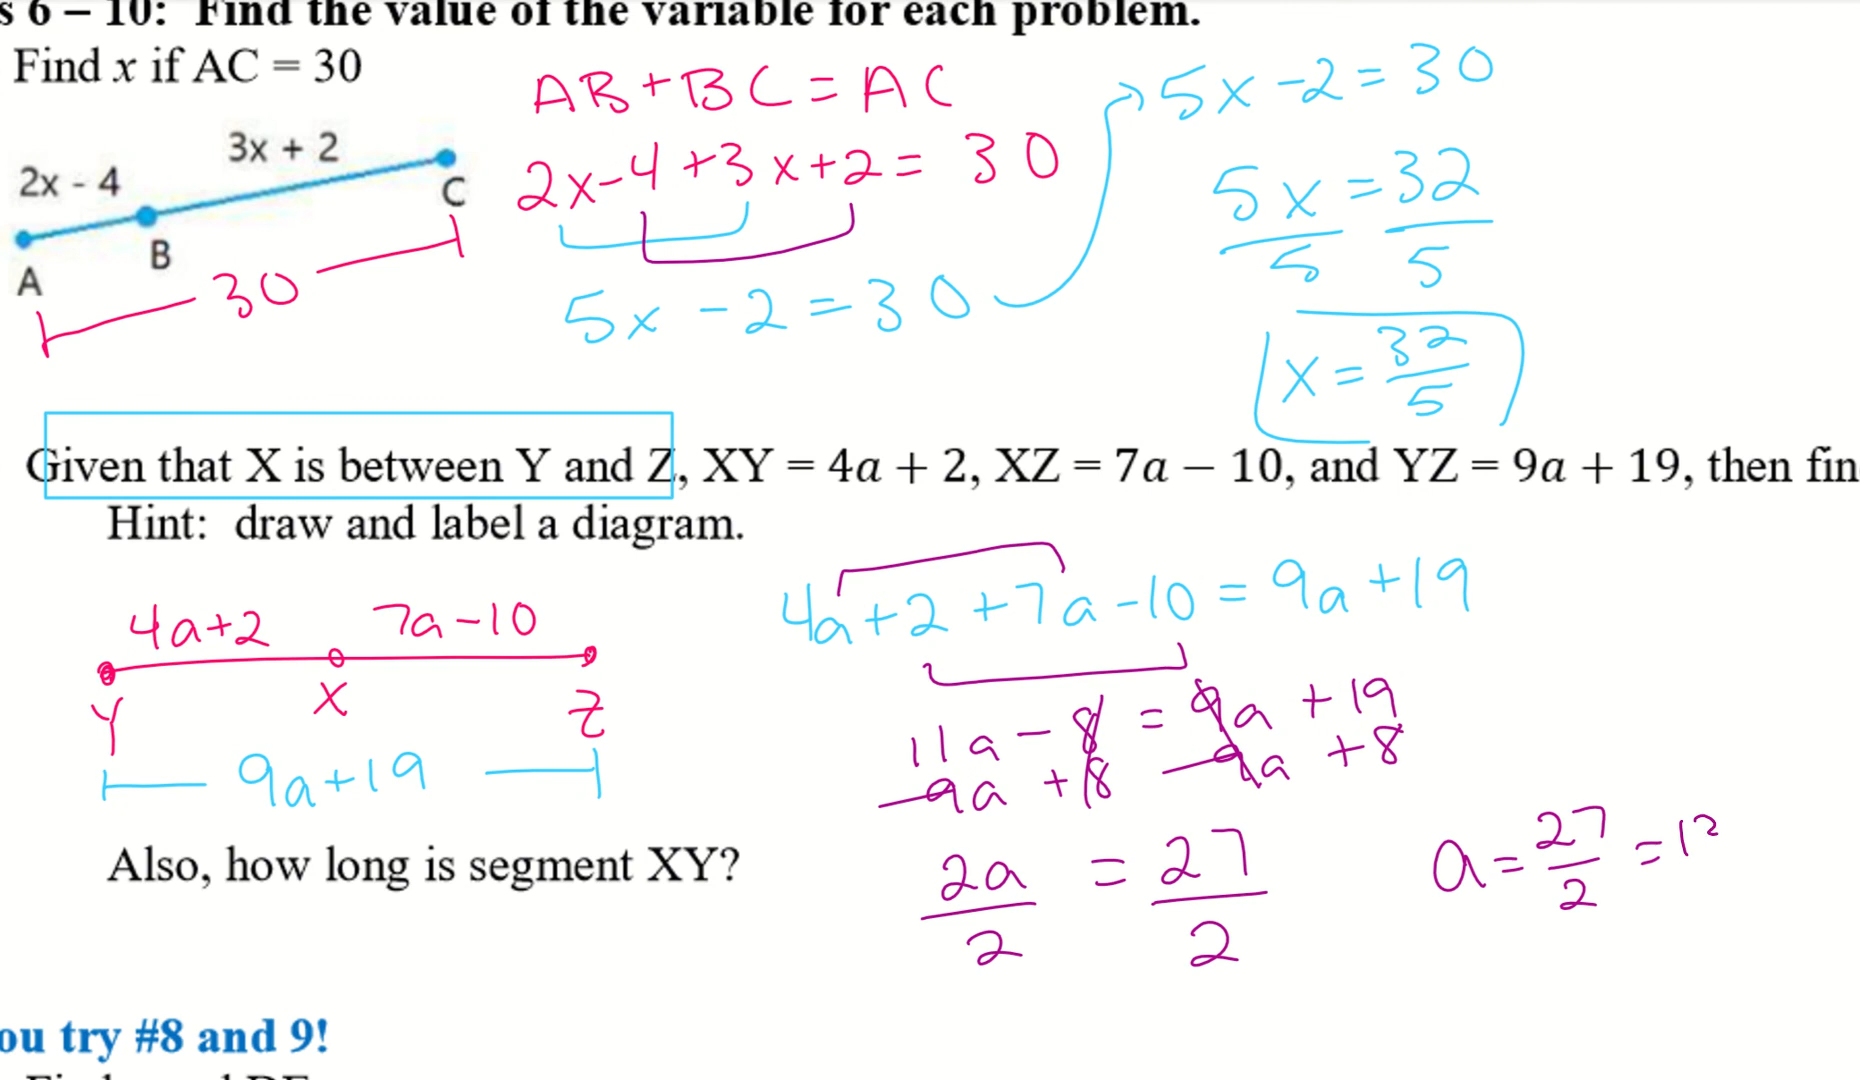 s 6 – 10: Find the value of the variable for each problem.
Find x if AC = 30
2x - 4
3x + 2
A
B
C
30
AB + BC = AC
2x-4 +3x+2 = 30
5x - 2 = 30
5x - 2 = 30
5x = 32
5 5
x = 32/5
Given that X is between Y and Z, XY = 4a + 2, XZ = 7a – 10, and YZ = 9a + 19, then fin
Hint: draw and label a diagram.
4a+2 7a-10
Y X Z
9a+19
4a+2 +7a-10 = 9a+19
11a - 8 = 9a + 19
-9a + 8 -9a + 8
2a = 27
2 2
a = 27/2 =
Also, how long is segment XY?
ou try #8 and 9!